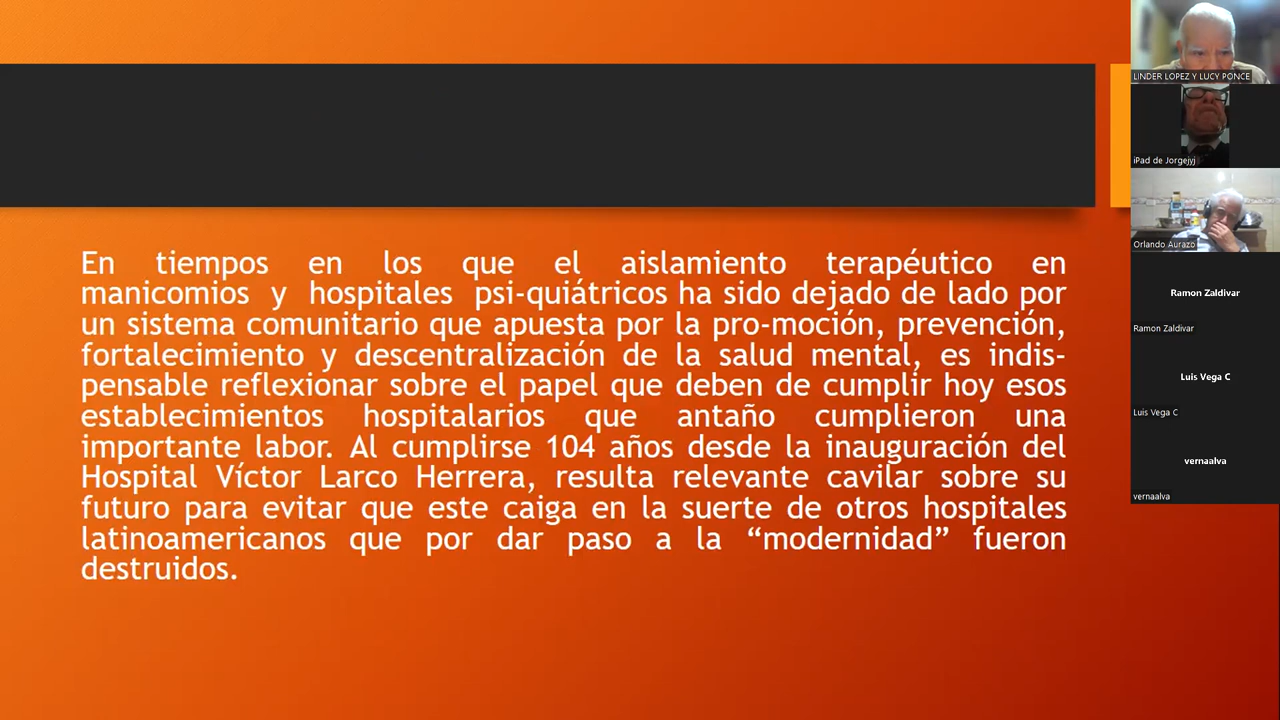 En tiempos en los que el aislamiento terapéutico en
manicomios y hospitales psi-quiátricos ha sido dejado de lado por
un sistema comunitario que apuesta por la pro-moción, prevención,
fortalecimiento y descentralización de la salud mental, es indis-
pensable reflexionar sobre el papel que deben de cumplir hoy esos
establecimientos hospitalarios que antaño cumplieron una
importante labor. Al cumplirse 104 años desde la inauguración del
Hospital Víctor Larco Herrera, resulta relevante cavilar sobre su
futuro para evitar que este caiga en la suerte de otros hospitales
latinoamericanos que por dar paso a la “modernidad” fueron
destruidos.
LINDER LOPEZ Y LUCY PONCE
iPad de Jorgejyj
Orlando Aurazo
Ramon Zaldivar
Ramon Zaldivar
Luis Vega C
Luis Vega C
vernaalva
vernaalva